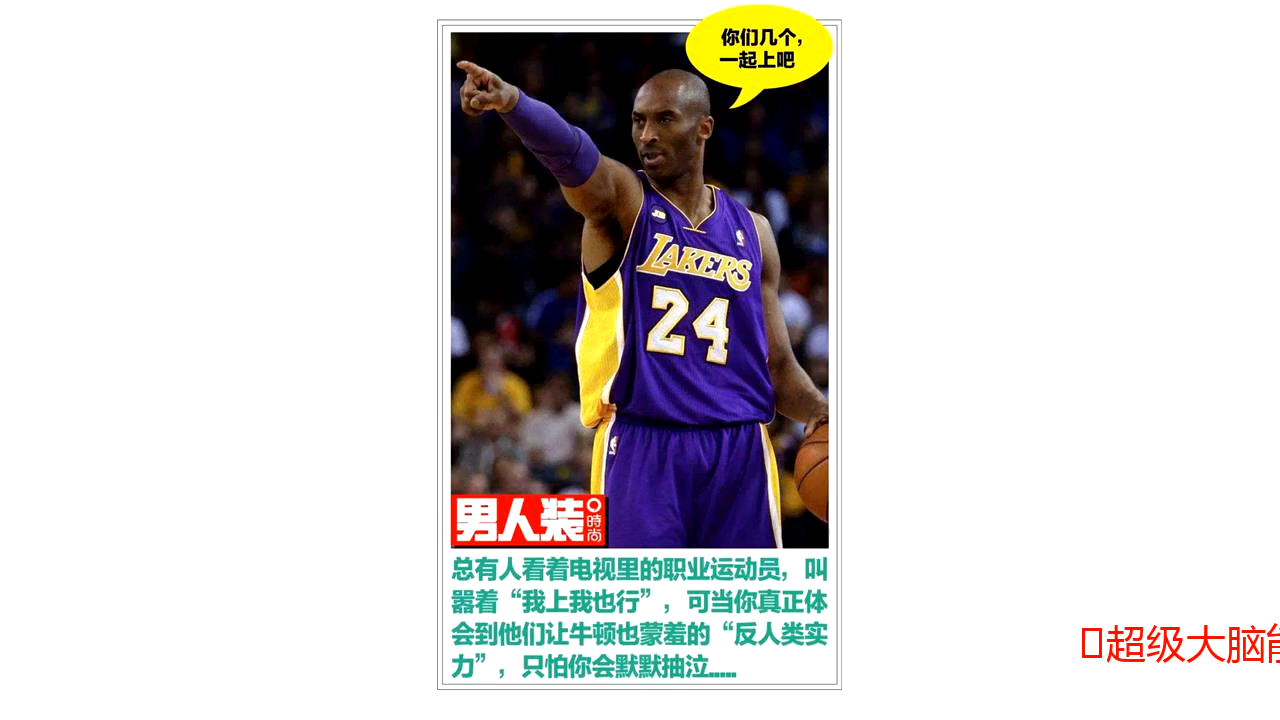 你们几个，
一起上吧
LAKERS
24
男人装
時尚
总有人看着电视里的职业运动员，叫
嚣着“我上我也行”，可当你真正体
会到他们让牛顿也蒙羞的“反人类实
力”，只怕你会默默抽泣.....
超级大脑能